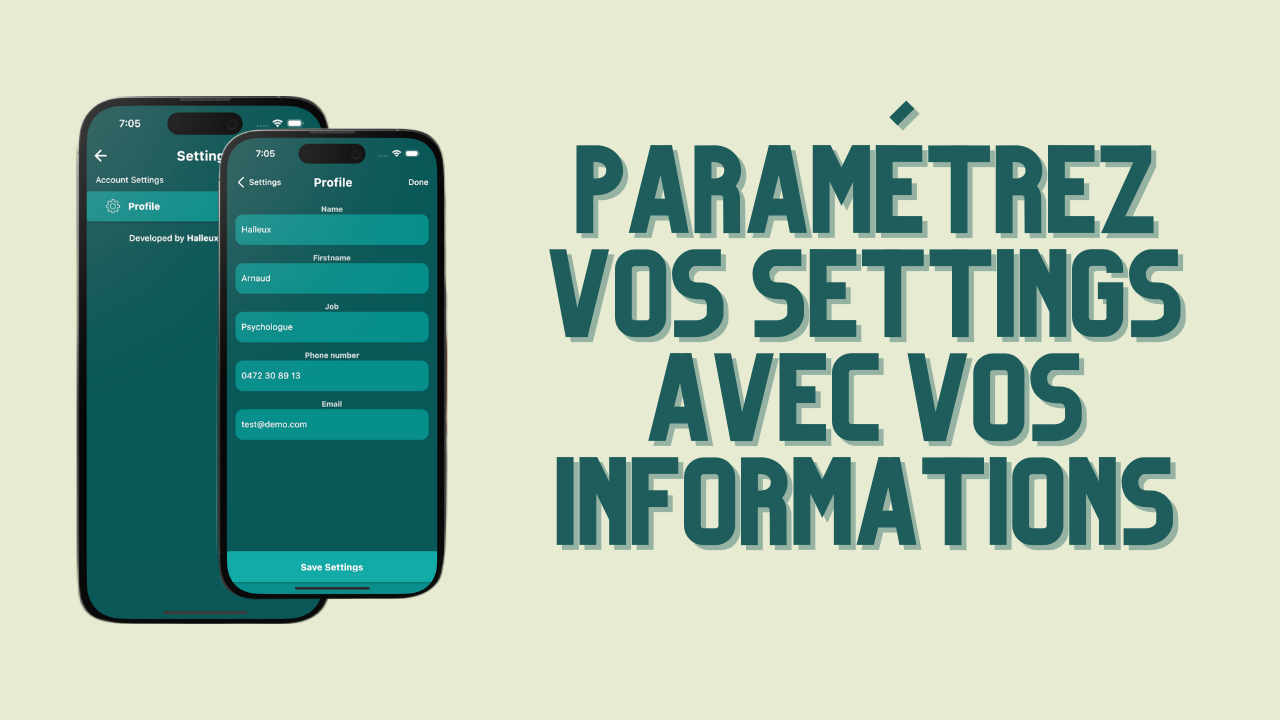 7:05
Setting
Account Settings
Profile
Developed by Halleux
7:05
Settings
Profile
Done
Name
Halleux
Firstname
Arnaud
Job
Psychologue
Phone number
0472 30 89 13
Email
test@demo.com
Save Settings
PARAMÉTREZ
VOS SETTINGS
AVEC VOS
INFORMATIONS